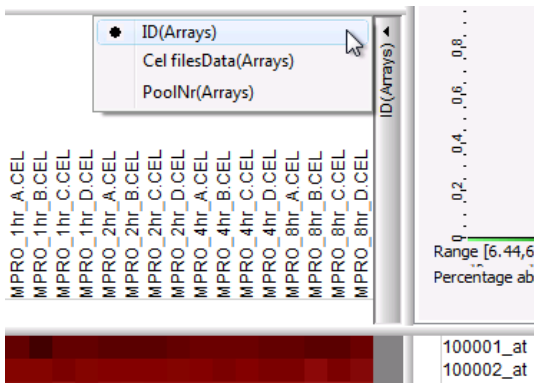 ID(Arrays)
Cel filesData(Arrays)
PoolNr(Arrays)
ID(Arrays)
MPRO_1hr_A.CEL
MPRO_1hr_B.CEL
MPRO_1hr_C.CEL
MPRO_1hr_D.CEL
MPRO_2hr_A.CEL
MPRO_2hr_B.CEL
MPRO_2hr_C.CEL
MPRO_2hr_D.CEL
MPRO_4hr_A.CEL
MPRO_4hr_B.CEL
MPRO_4hr_C.CEL
MPRO_4hr_D.CEL
MPRO_8hr_A.CEL
MPRO_8hr_B.CEL
MPRO_8hr_C.CEL
MPRO_8hr_D.CEL
0,8
0,6
0,4
0,2
0
Range [6.44,6
Percentage ab
100001_at
100002_at